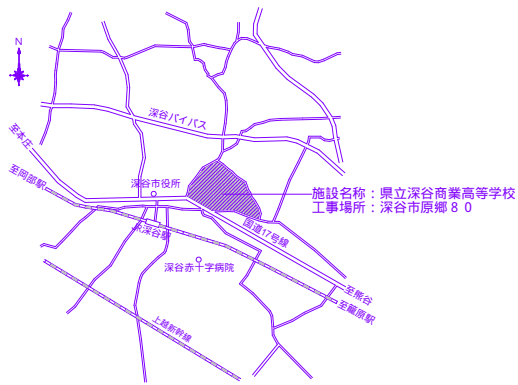 N
深谷バイパス
至本庄
至岡部駅
深谷市役所
施設名称：県立深谷商業高等学校
工事場所：深谷市原郷８０
JR深谷駅
国道17号線
深谷赤十字病院
至熊谷
至籠原駅
上越新幹線